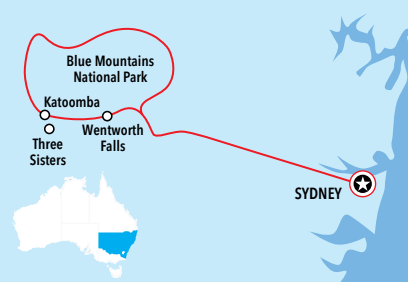 Blue Mountains
National Park
Katoomba
Three
Sisters
Wentworth
Falls
SYDNEY